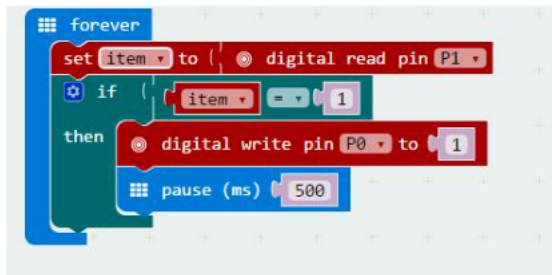 forever
set item to digital read pin P1
if item = 1
then digital write pin P0 to 1
pause (ms) 500